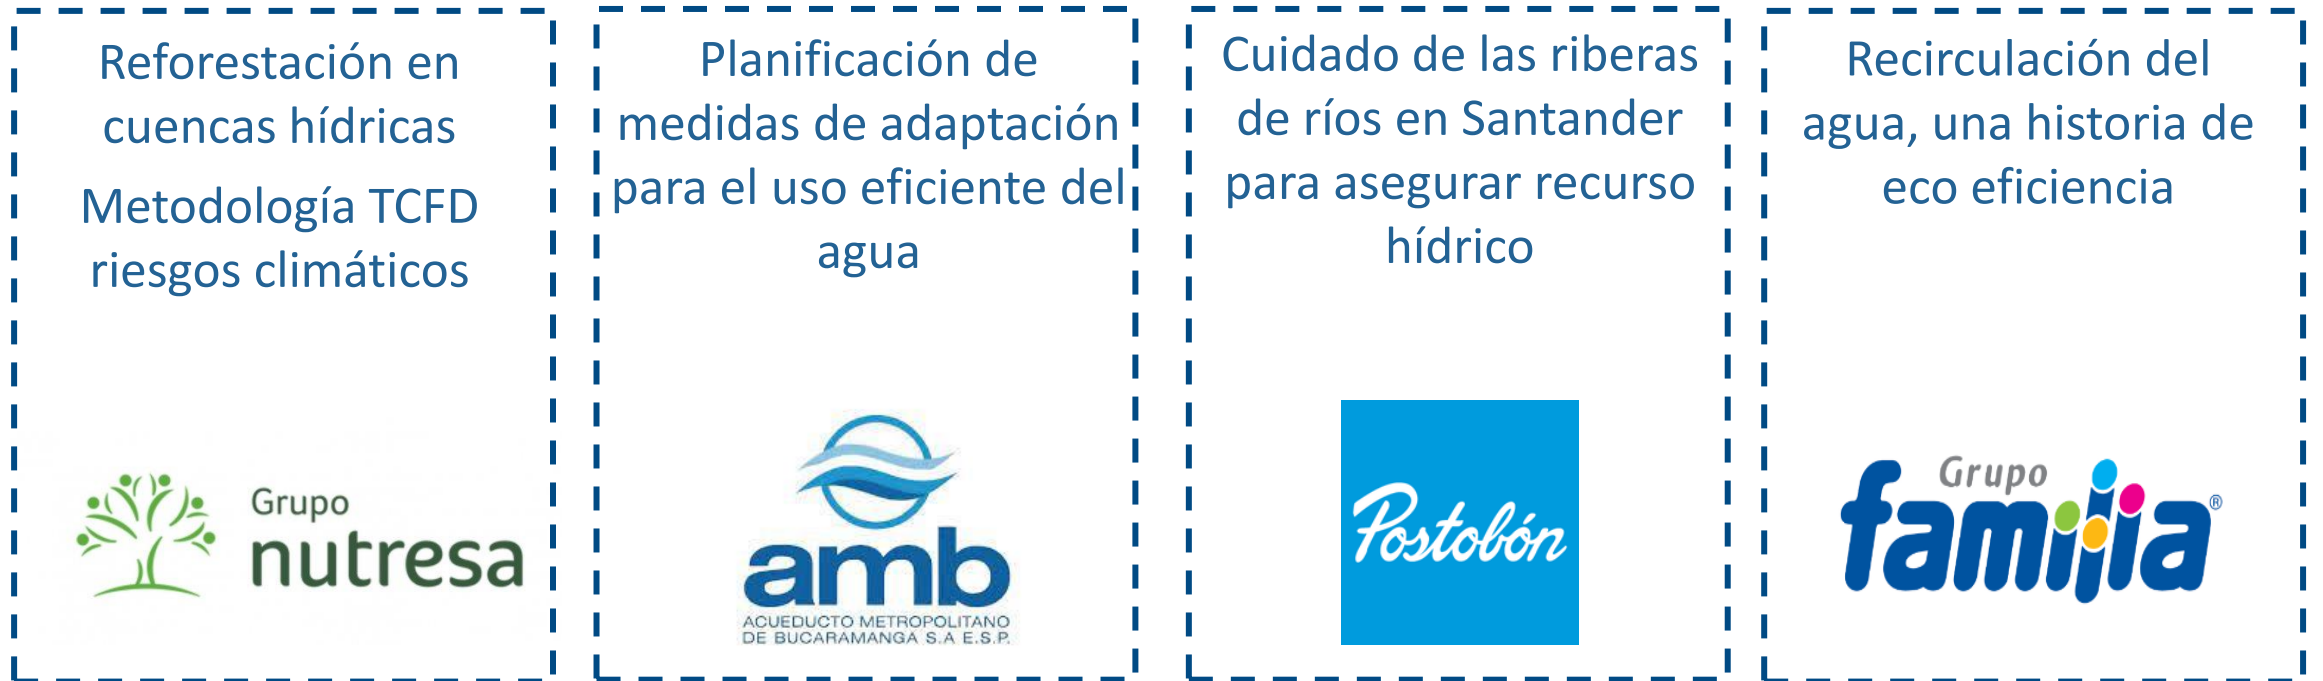 Reforestación en
cuencas hídricas
Metodología TCFD
riesgos climáticos
Grupo
nutresa
Planificación de
medidas de adaptación
para el uso eficiente del
agua
amb
ACUEDUCTO METROPOLITANO
DE BUCARAMANGA S.A E.S.P.
Cuidado de las riberas
de ríos en Santander
para asegurar recurso
hídrico
Postobón
Recirculación del
agua, una historia de
eco eficiencia
Grupo
familia®